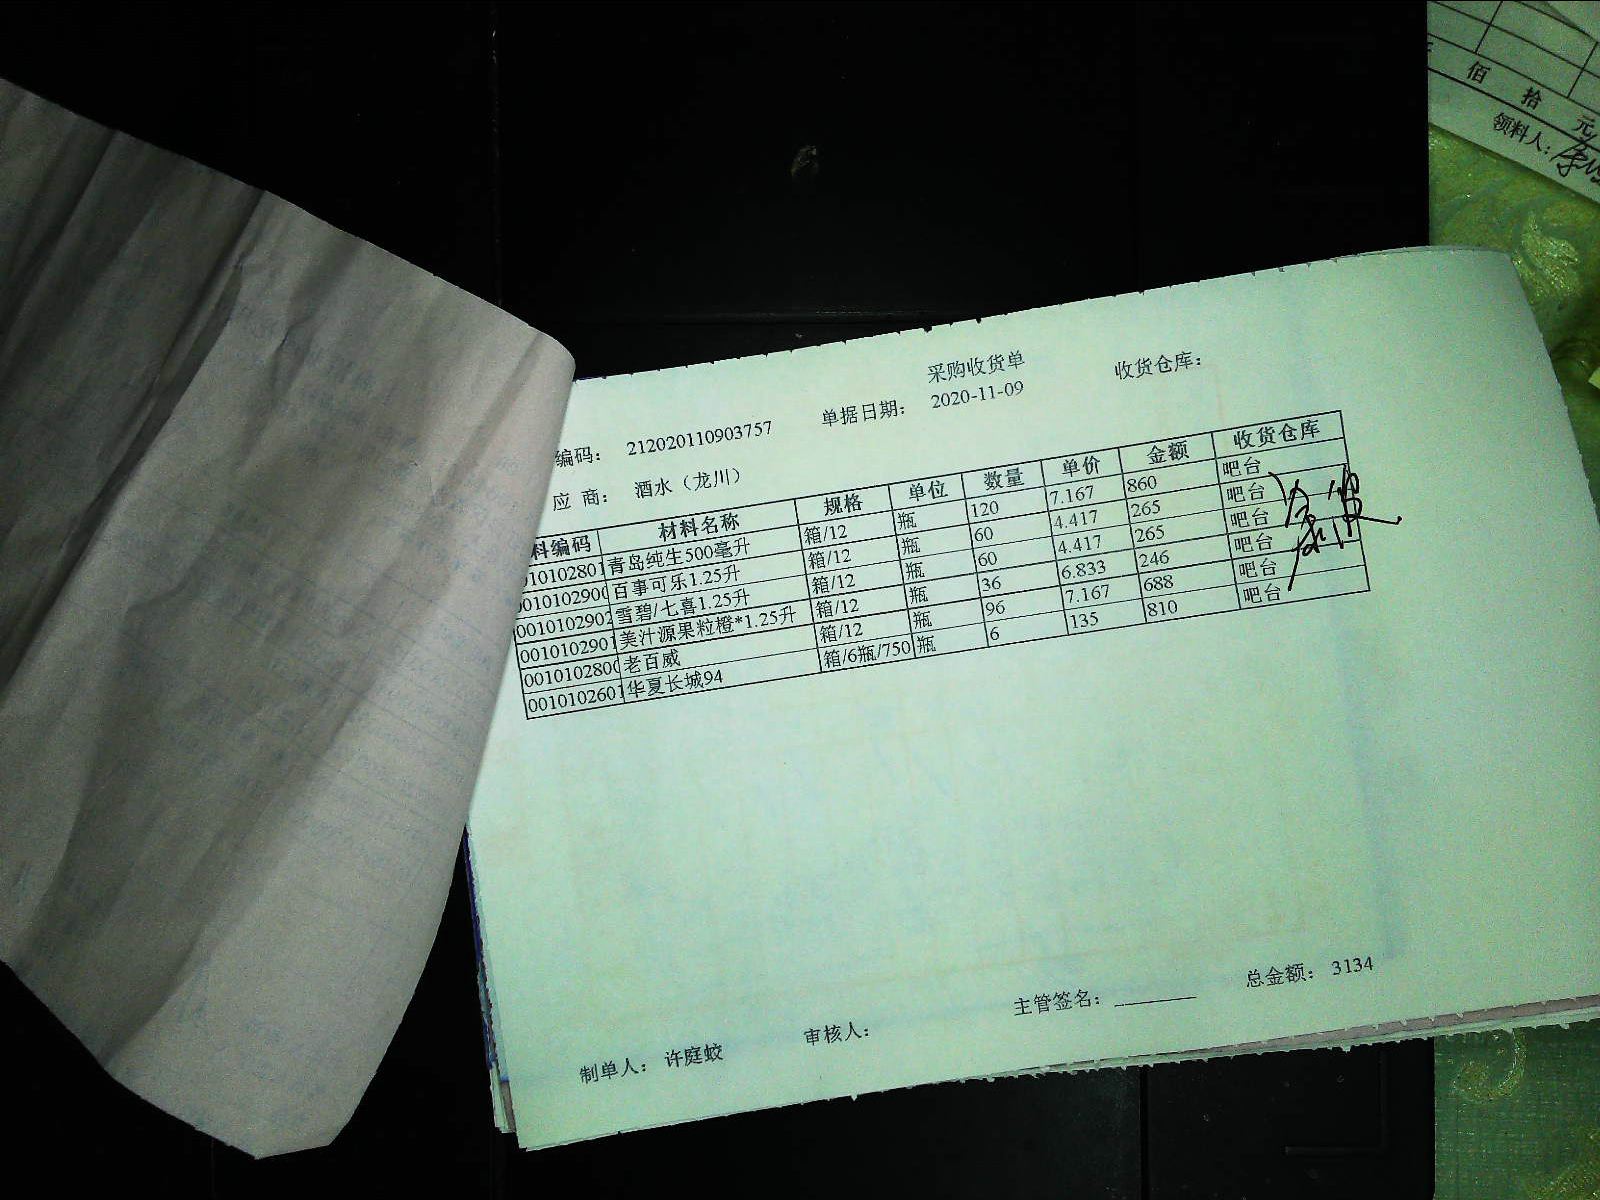 佰 拾 元
领料人:
采购收货单
编码: 212020110903757 单据日期: 2020-11-09 收货仓库:
应 商: 酒水（龙川）
料编码 材料名称 规格 单位 数量 单价 金额 收货仓库
010102801 青岛纯生500毫升 箱/12 瓶 120 7.167 860 吧台
0010102900 百事可乐1.25升 箱/12 瓶 60 4.417 265 吧台
0010102902 雪碧/七喜1.25升 箱/12 瓶 60 4.417 265 吧台
0010102901 美汁源果粒橙*1.25升 箱/12 瓶 36 6.833 246 吧台
0010102800 老百威 箱/12 瓶 96 7.167 688 吧台
0010102601 华夏长城94 箱/6瓶/750 瓶 6 135 810 吧台
制单人: 许庭蛟 审核人: 主管签名: 总金额: 3134